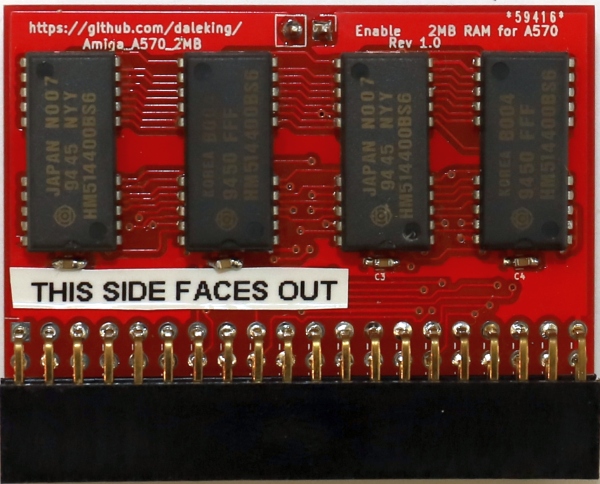 *59416*
https://github.com/daleking/
Amiga_A570_2MB
Enable 2MB RAM for A570
Rev 1.0
JAPAN N007
9445 NYY
HM514400BS6
KOREA
9450 FFF
HM514400BS6
JAPAN N007
9445 NYY
HM514400BS6
KOREA B004
9450 FFF
HM514400BS6
C3
C4
THIS SIDE FACES OUT